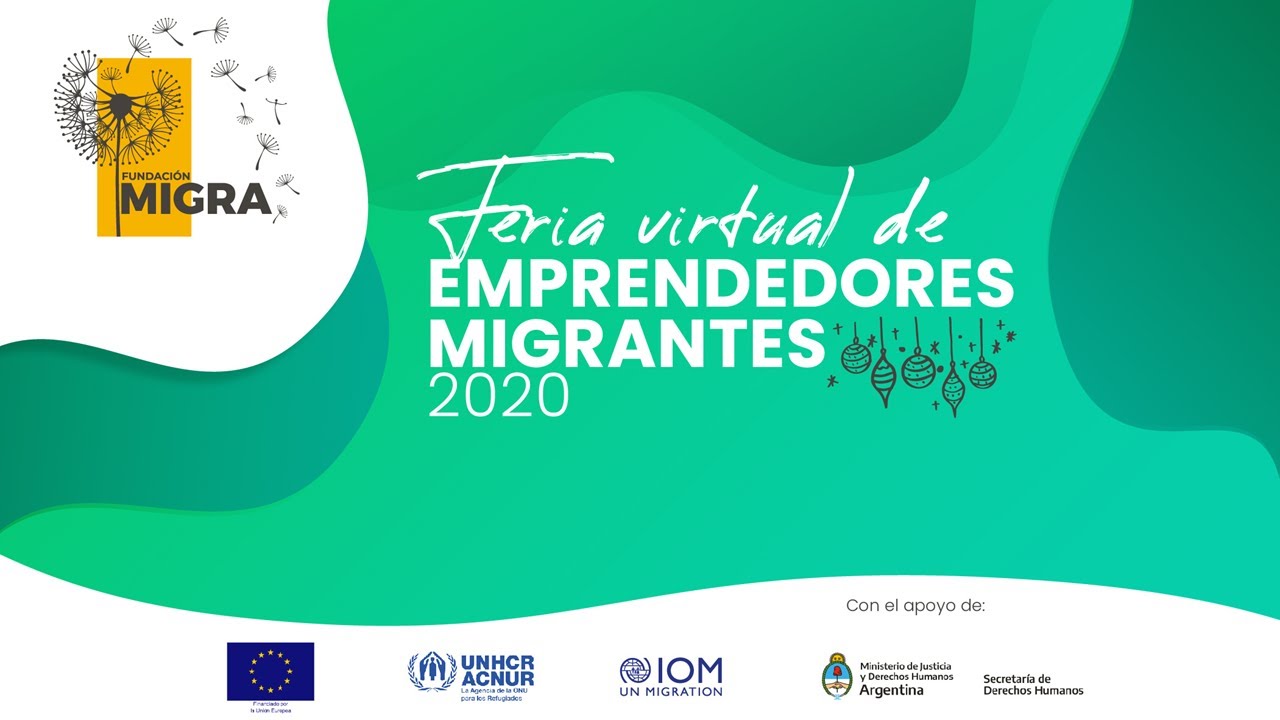 FUNDACIÓN
MIGRA
Feria virtual de
EMPRENDEDORES
MIGRANTES
2020
Con el apoyo de:
Financiado por
la Unión Europea
UNHCR
ACNUR
La Agencia de la ONU
para los Refugiados
IOM
UN MIGRATION
Ministerio de Justicia
y Derechos Humanos
Argentina
Secretaría de
Derechos Humanos